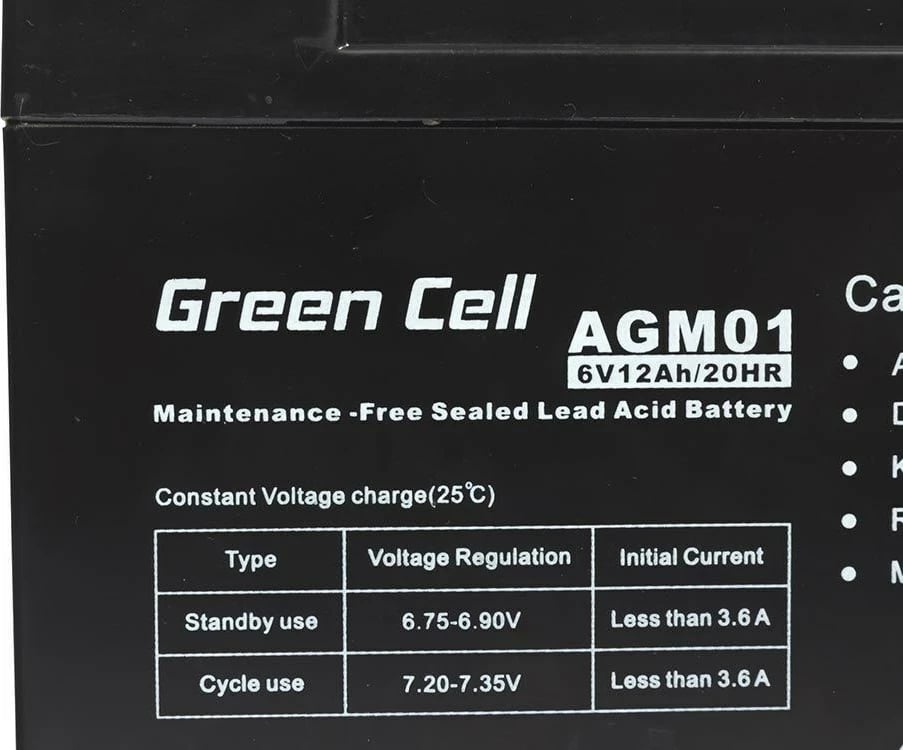 Green Cell
AGM01
6V12Ah/20HR
Maintenance -Free Sealed Lead Acid Battery
Constant Voltage charge(25℃)
Type Voltage Regulation Initial Current
Standby use 6.75-6.90V Less than 3.6 A
Cycle use 7.20-7.35V Less than 3.6 A